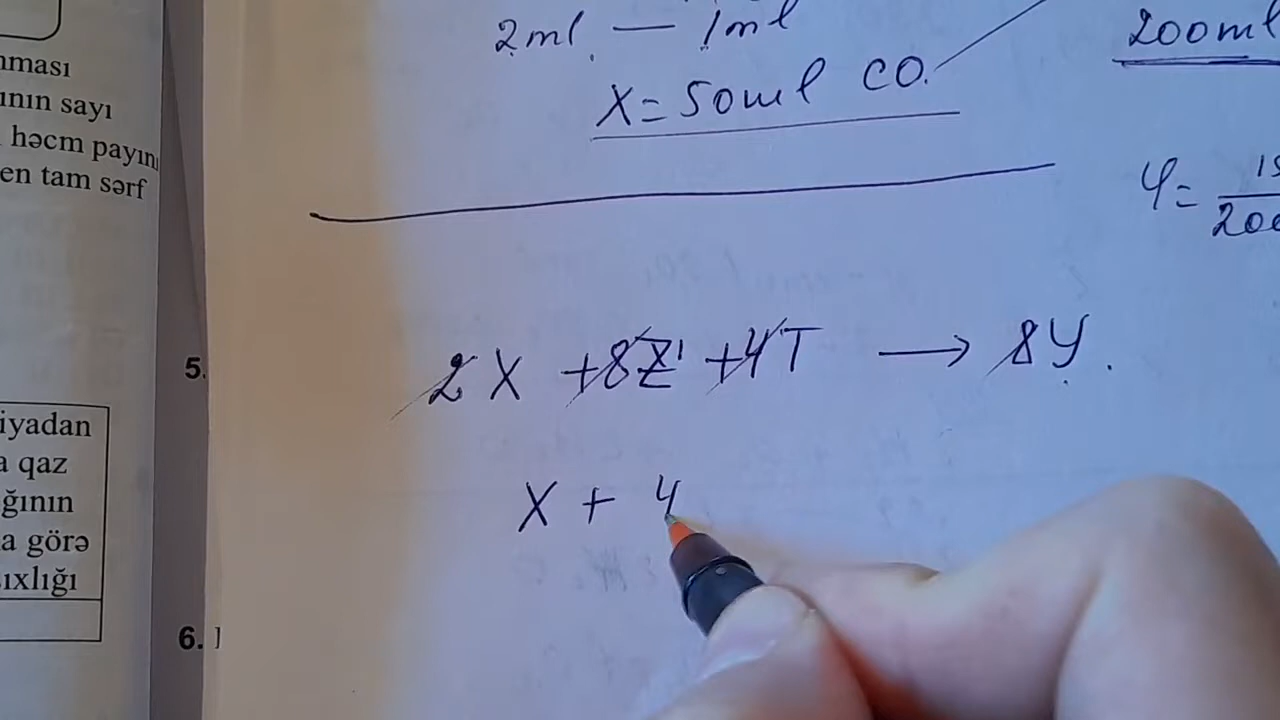 nması
ının sayı
həcm payın
en tam sərf
5.
iyadan
a qaz
ğının
a görə
ıxlığı
6.
2ml. — 1ml
X = 50ml CO.
200ml
φ =
2X + 8Z + 4T → 8Y.
X + 4